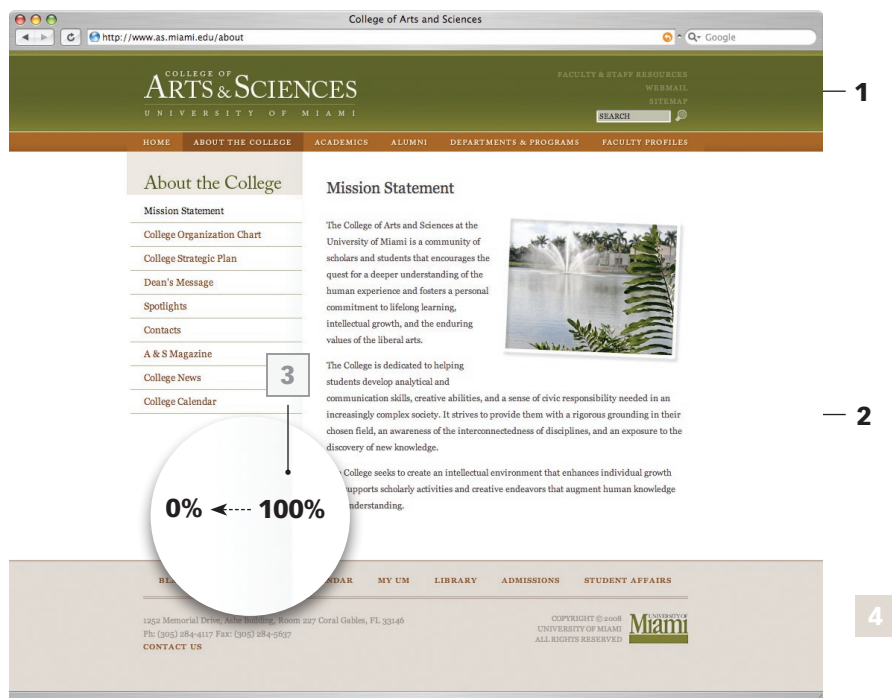 College of Arts and Sciences
http://www.as.miami.edu/about
Google
COLLEGE OF
ARTS & SCIENCES
UNIVERSITY OF MIAMI
FACULTY & STAFF RESOURCES
WEBMAIL
SITEMAP
SEARCH
1
HOME ABOUT THE COLLEGE ACADEMICS ALUMNI DEPARTMENTS & PROGRAMS FACULTY PROFILES
About the College
Mission Statement
College Organization Chart
College Strategic Plan
Dean's Message
Spotlights
Contacts
A & S Magazine
College News
College Calendar
3
0% 100%
Mission Statement
The College of Arts and Sciences at the
University of Miami is a community of
scholars and students that encourages the
quest for a deeper understanding of the
human experience and fosters a personal
commitment to lifelong learning,
intellectual growth, and the enduring
values of the liberal arts.
The College is dedicated to helping
students develop analytical and
communication skills, creative abilities, and a sense of civic responsibility needed in an
increasingly complex society. It strives to provide them with a rigorous grounding in their
chosen field, an awareness of the interconnectedness of disciplines, and an exposure to the
discovery of new knowledge.
College seeks to create an intellectual environment that enhances individual growth
supports scholarly activities and creative endeavors that augment human knowledge
understanding.
2
MY UM LIBRARY ADMISSIONS STUDENT AFFAIRS
1252 Memorial Drive, Ashe Building, Room 227 Coral Gables, FL 33146
Ph: (305) 284-4117 Fax: (305) 284-5637
CONTACT US
COPYRIGHT © 2008
UNIVERSITY OF MIAMI
ALL RIGHTS RESERVED
UNIVERSITY OF
Miami
4